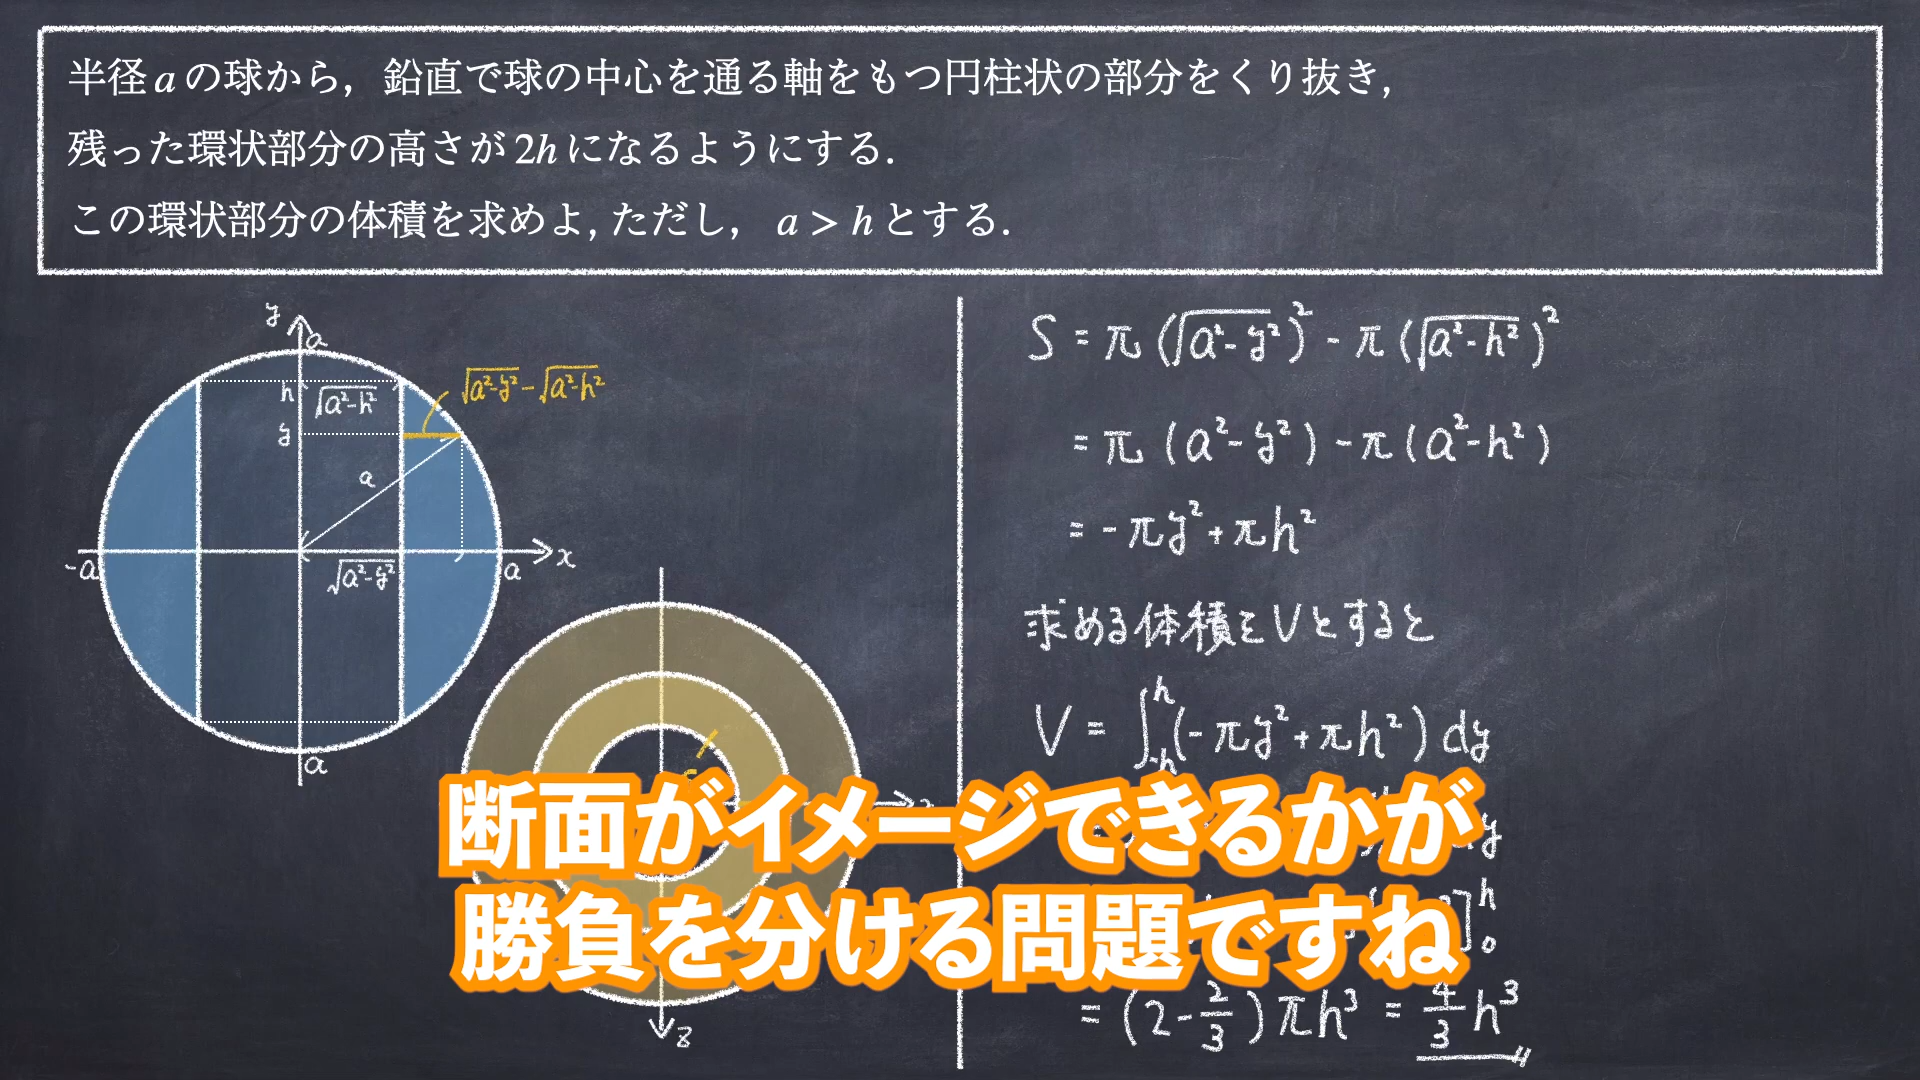 半径 a の球から，鉛直で球の中心を通る軸をもつ円柱状の部分をくり抜き，
残った環状部分の高さが 2h になるようにする.
この環状部分の体積を求めよ, ただし， a > h とする.
y
a
h
√a²-h²
√a²-y²-√a²-h²
y
a
-a
√a²-y²
a
x
a
z
S = π(√a²-y²)² - π(√a²-h²)²
= π(a²-y²) - π(a²-h²)
= -πy² + πh²
求める体積をVとすると
V = ∫_{-h}^{h} (-πy² + πh²) dy
y
h
]
0
= (2-2/3)πh³ = 4/3 h³
断面がイメージできるかが
勝負を分ける問題ですね